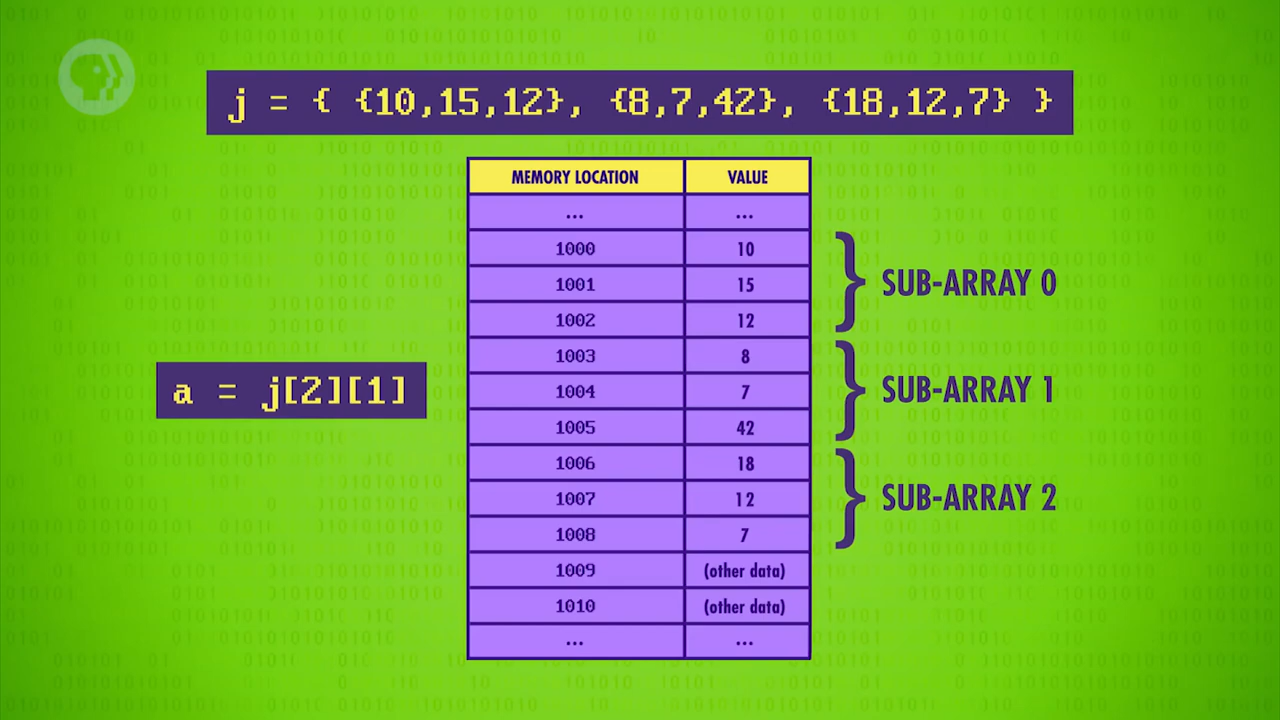 j = { {10,15,12}, {8,7,42}, {18,12,7} }
MEMORY LOCATION VALUE
... ...
1000 10
1001 15
1002 12
SUB-ARRAY 0
1003 8
1004 7
1005 42
SUB-ARRAY 1
a = j[2][1]
1006 18
1007 12
1008 7
SUB-ARRAY 2
1009 (other data)
1010 (other data)
... ...